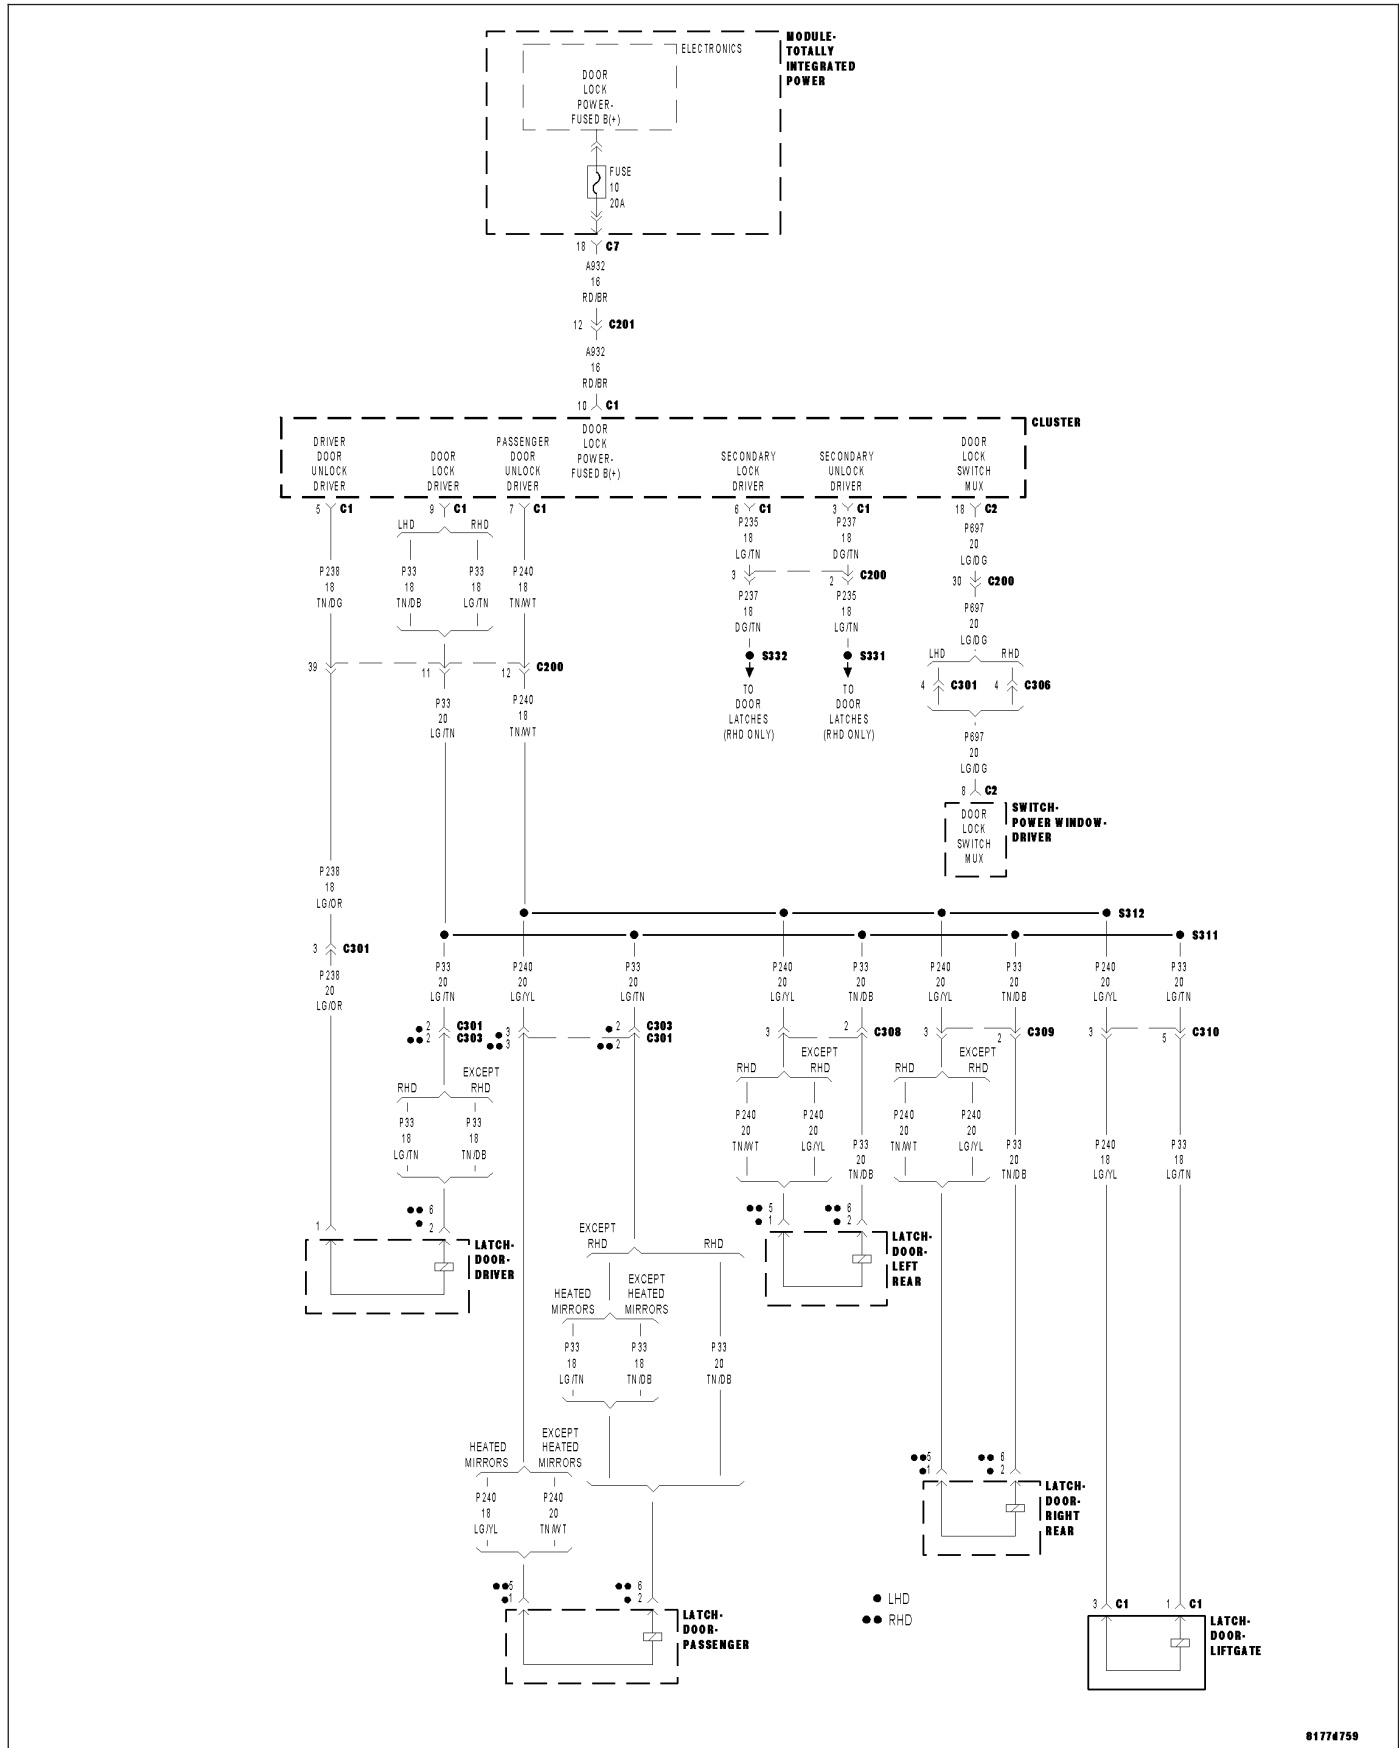 MODULE-
TOTALLY
INTEGRATED
POWER
ELECTRONICS
DOOR
LOCK
POWER-
FUSED B(+)
FUSE
10
20A
18 C7
A932
16
RD/BR
12 C201
A932
16
RD/BR
10 C1
CLUSTER
DRIVER
DOOR
UNLOCK
DRIVER
DOOR
LOCK
DRIVER
PASSENGER
DOOR
UNLOCK
DRIVER
DOOR
LOCK
POWER-
FUSED B(+)
SECONDARY
LOCK
DRIVER
SECONDARY
UNLOCK
DRIVER
DOOR
LOCK
SWITCH
MUX
5 C1
9 C1
7 C1
6 C1
3 C1
18 C2
LHD
RHD
P238
18
TN/DG
P33
18
TN/DB
P33
18
LG/TN
P240
18
TN/WT
P235
18
LG/TN
P237
18
DG/TN
P697
20
LG/DG
3
2 C200
30 C200
P237
18
DG/TN
P235
18
LG/TN
P697
20
LG/DG
39
11
12 C200
S332
S331
TO
DOOR
LATCHES
(RHD ONLY)
TO
DOOR
LATCHES
(RHD ONLY)
LHD
RHD
4 C301
4 C306
P33
20
LG/TN
P240
18
TN/WT
P697
20
LG/DG
8 C2
DOOR
LOCK
SWITCH
MUX
SWITCH-
POWER WINDOW-
DRIVER
P238
18
LG/OR
3 C301
P238
20
LG/OR
S312
S311
P33
20
LG/TN
P240
20
LG/YL
P33
20
LG/TN
P240
20
LG/YL
P33
20
TN/DB
P240
20
LG/YL
P33
20
TN/DB
P240
20
LG/YL
P33
20
LG/TN
2 C301
2 C303
3
3
2 C303
2 C301
3
2 C308
3
2 C309
3
5 C310
RHD
EXCEPT
RHD
P33
18
LG/TN
P33
18
TN/DB
RHD
EXCEPT
RHD
P240
20
TN/WT
P240
20
LG/YL
P33
20
TN/DB
RHD
EXCEPT
RHD
P240
20
TN/WT
P240
20
LG/YL
P33
20
TN/DB
P240
18
LG/YL
P33
18
LG/TN
1
6
2
LATCH-
DOOR-
DRIVER
5
1
6
2
LATCH-
DOOR-
LEFT
REAR
EXCEPT
RHD
RHD
HEATED
MIRRORS
EXCEPT
HEATED
MIRRORS
P33
18
LG/TN
P33
18
TN/DB
P33
20
TN/DB
HEATED
MIRRORS
EXCEPT
HEATED
MIRRORS
P240
18
LG/YL
P240
20
TN/WT
5
1
6
2
LATCH-
DOOR-
RIGHT
REAR
5
1
6
2
LATCH-
DOOR-
PASSENGER
LHD
RHD
3 C1
1 C1
LATCH-
DOOR-
LIFTGATE
8177d759